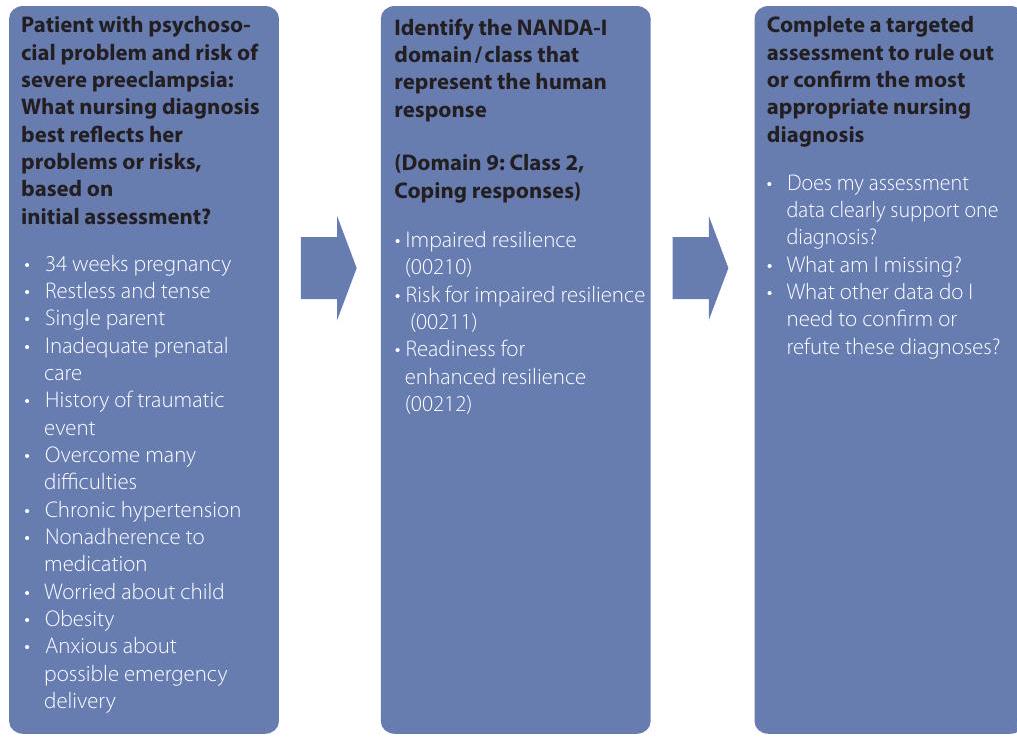 Patient with psychoso-
cial problem and risk of
severe preeclampsia:
What nursing diagnosis
best reflects her
problems or risks,
based on
initial assessment?
• 34 weeks pregnancy
• Restless and tense
• Single parent
• Inadequate prenatal
care
• History of traumatic
event
• Overcome many
difficulties
• Chronic hypertension
• Nonadherence to
medication
• Worried about child
• Obesity
• Anxious about
possible emergency
delivery
Identify the NANDA-I
domain/class that
represent the human
response
(Domain 9: Class 2,
Coping responses)
• Impaired resilience
(00210)
• Risk for impaired resilience
(00211)
• Readiness for
enhanced resilience
(00212)
Complete a targeted
assessment to rule out
or confirm the most
appropriate nursing
diagnosis
• Does my assessment
data clearly support one
diagnosis?
• What am I missing?
• What other data do I
need to confirm or
refute these diagnoses?